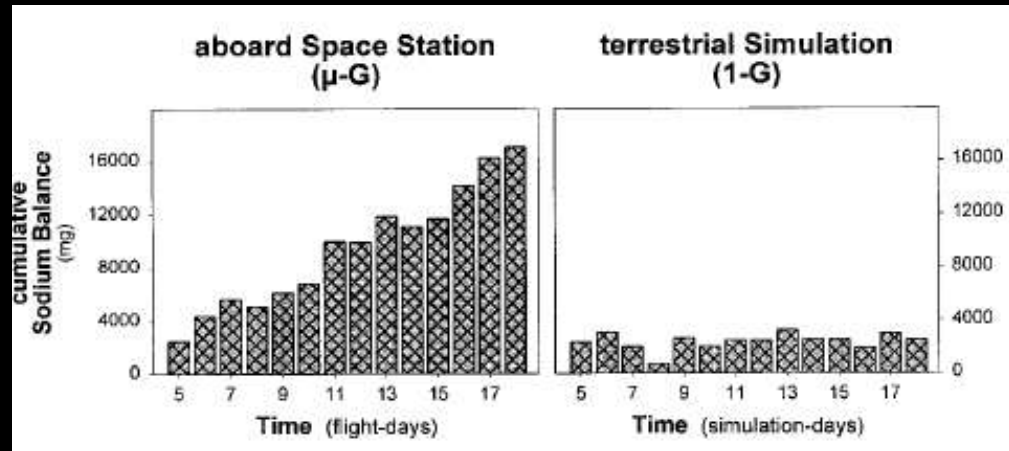 aboard Space Station
(µ-G)
terrestrial Simulation
(1-G)
cumulative
Sodium Balance
(mg)
16000
12000
8000
4000
0
5 7 9 11 13 15 17
Time (flight-days)
16000
12000
8000
4000
0
5 7 9 11 13 15 17
Time (simulation-days)